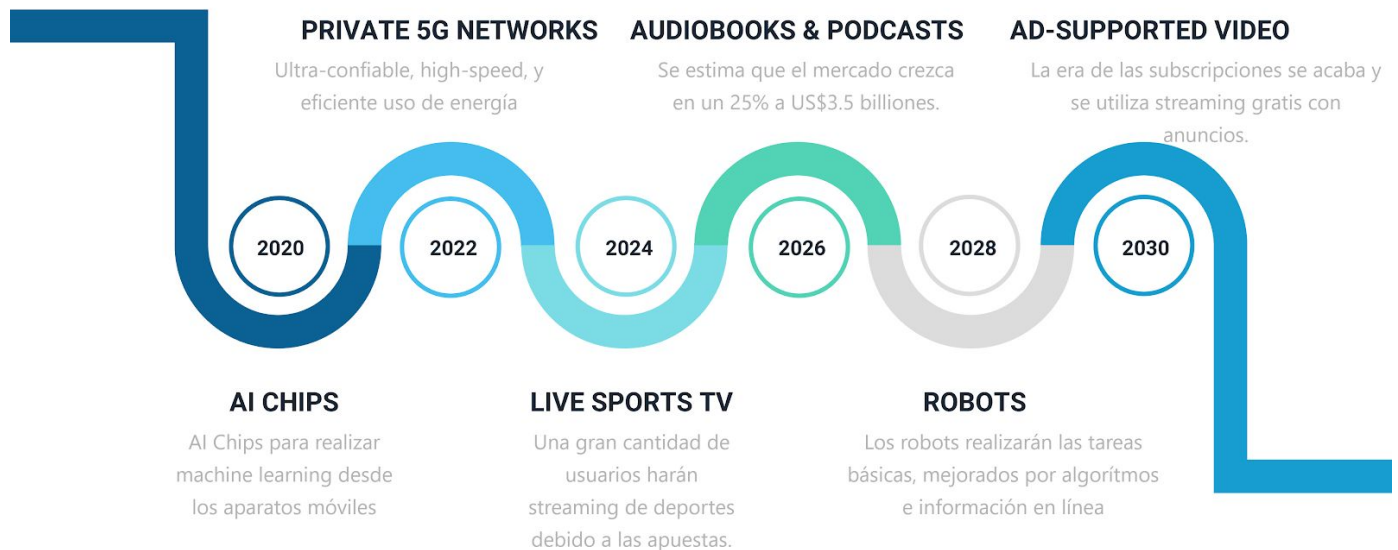 PRIVATE 5G NETWORKS
Ultra-confiable, high-speed, y
eficiente uso de energía
AUDIOBOOKS & PODCASTS
Se estima que el mercado crezca
en un 25% a US$3.5 billiones.
AD-SUPPORTED VIDEO
La era de las subscripciones se acaba y
se utiliza streaming gratis con
anuncios.
2020
2022
2024
2026
2028
2030
AI CHIPS
AI Chips para realizar
machine learning desde
los aparatos móviles
LIVE SPORTS TV
Una gran cantidad de
usuarios harán
streaming de deportes
debido a las apuestas.
ROBOTS
Los robots realizarán las tareas
básicas, mejorados por algorítmos
e información en línea